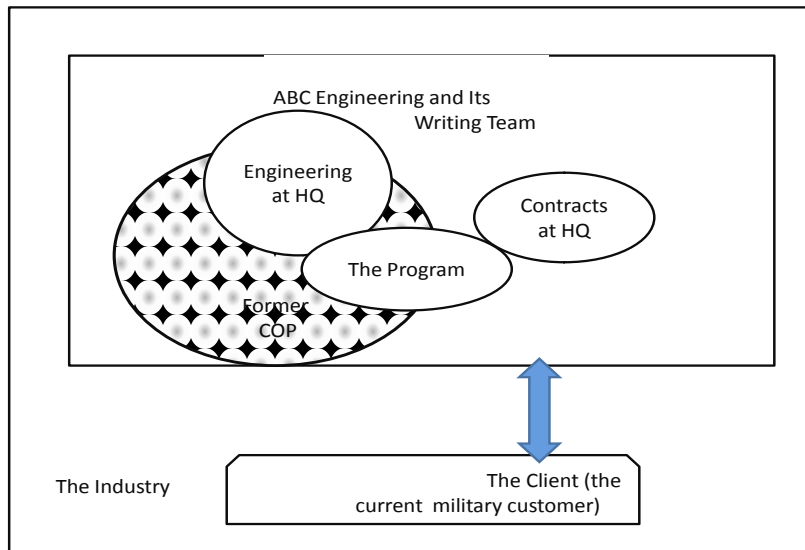 ABC Engineering and Its
Writing Team
Engineering
at HQ
Contracts
at HQ
The Program
Former
COP
The Industry
The Client (the
current military customer)